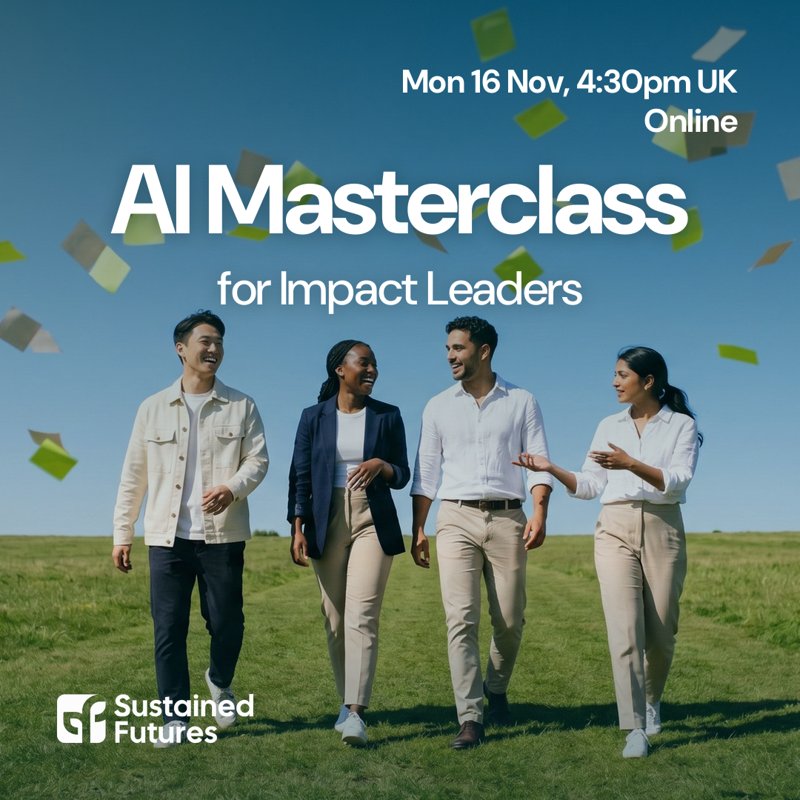 Mon 16 Nov, 4:30pm UK
Online
AI Masterclass
for Impact Leaders
Sustained
Futures